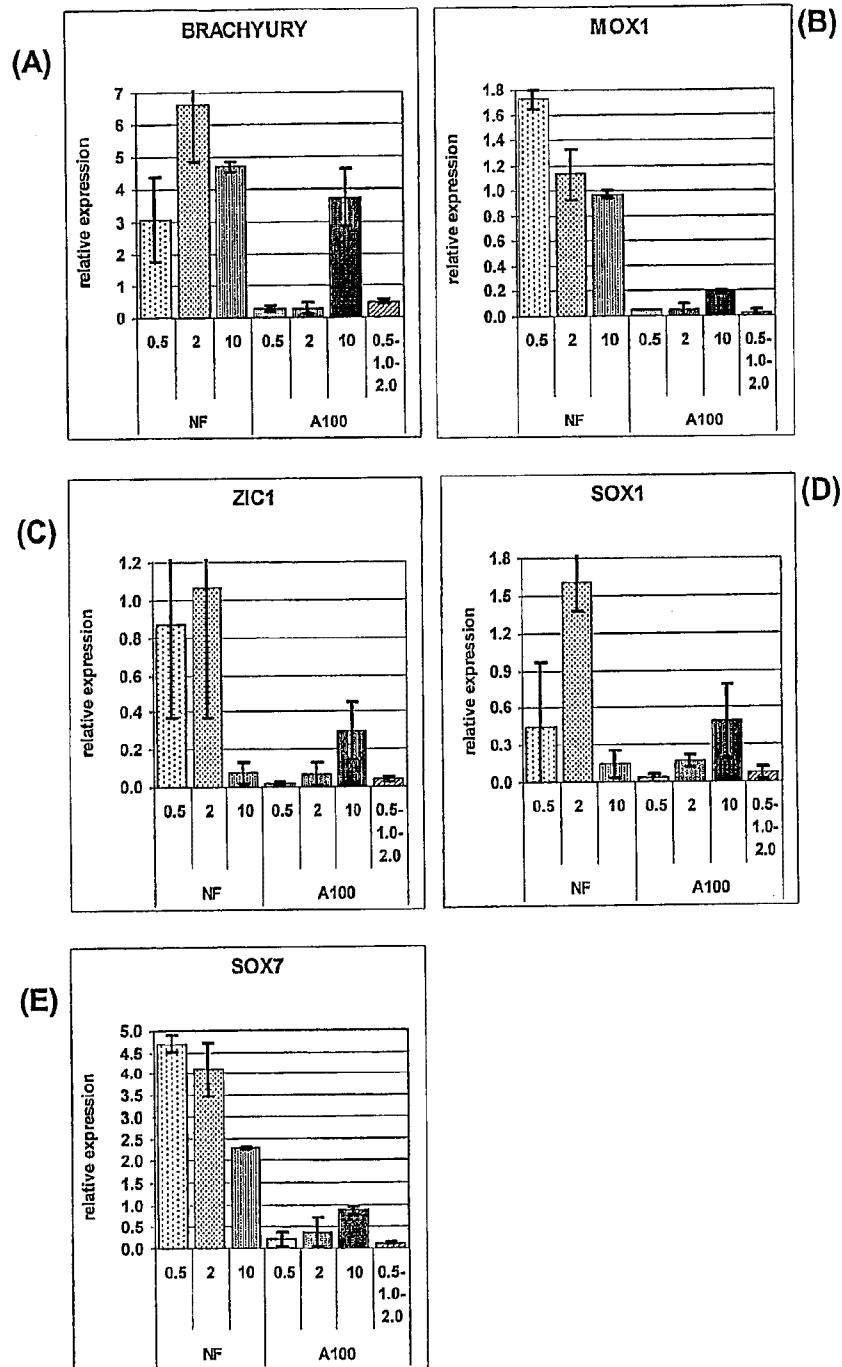 (A)
BRACHYURY
relative expression
7
6
5
4
3
2
1
0
0.5 2 10 0.5 2 10 0.5-
1.0-
2.0
NF A100
(B)
MOX1
relative expression
1.8
1.6
1.4
1.2
1.0
0.8
0.6
0.4
0.2
0.0
0.5 2 10 0.5 2 10 0.5-
1.0-
2.0
NF A100
(C)
ZIC1
relative expression
1.2
1.0
0.8
0.6
0.4
0.2
0.0
0.5 2 10 0.5 2 10 0.5-
1.0-
2.0
NF A100
(D)
SOX1
relative expression
1.8
1.5
1.2
0.9
0.6
0.3
0.0
0.5 2 10 0.5 2 10 0.5-
1.0-
2.0
NF A100
(E)
SOX7
relative expression
5.0
4.5
4.0
3.5
3.0
2.5
2.0
1.5
1.0
0.5
0.0
0.5 2 10 0.5 2 10 0.5-
1.0-
2.0
NF A100